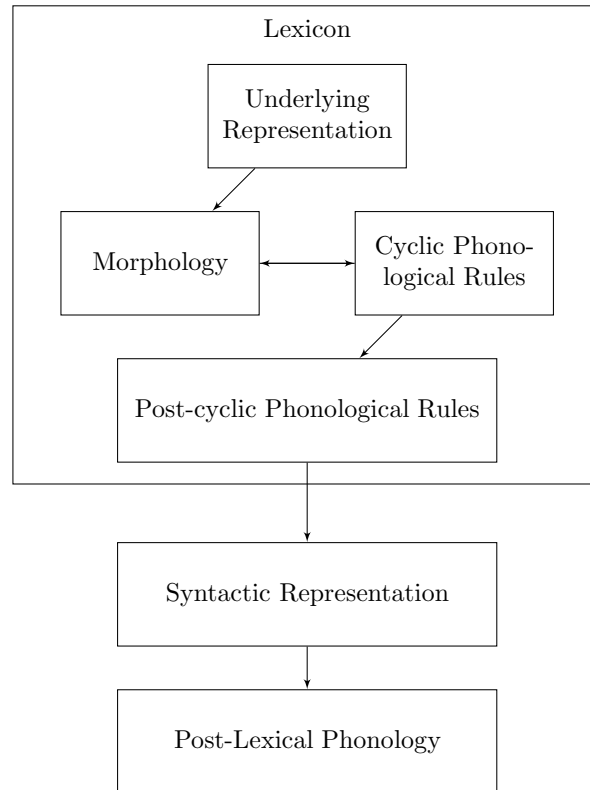 Lexicon
Underlying
Representation
Morphology
Cyclic Phono-
logical Rules
Post-cyclic Phonological Rules
Syntactic Representation
Post-Lexical Phonology